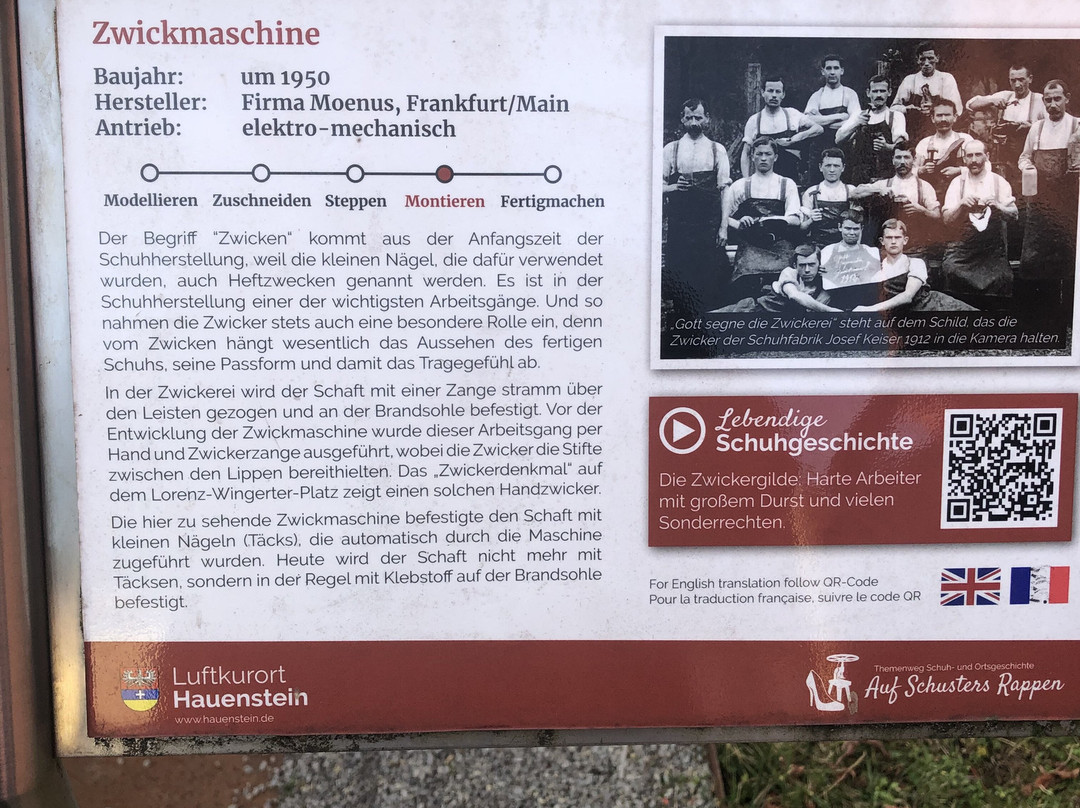 Zwickmaschine
Baujahr: um 1950
Hersteller: Firma Moenus, Frankfurt/Main
Antrieb: elektro-mechanisch
Modellieren Zuschneiden Steppen Montieren Fertigmachen
Der Begriff “Zwicken“ kommt aus der Anfangszeit der
Schuhherstellung, weil die kleinen Nägel, die dafür verwendet
wurden, auch Heftzwecken genannt werden. Es ist in der
Schuhherstellung einer der wichtigsten Arbeitsgänge. Und so
nahmen die Zwicker stets auch eine besondere Rolle ein, denn
vom Zwicken hängt wesentlich das Aussehen des fertigen
Schuhs, seine Passform und damit das Tragegefühl ab.
In der Zwickerei wird der Schaft mit einer Zange stramm über
den Leisten gezogen und an der Brandsohle befestigt. Vor der
Entwicklung der Zwickmaschine wurde dieser Arbeitsgang per
Hand und Zwickerzange ausgeführt, wobei die Zwicker die Stifte
zwischen den Lippen bereithielten. Das „Zwickerdenkmal“ auf
dem Lorenz-Wingerter-Platz zeigt einen solchen Handzwicker.
Die hier zu sehende Zwickmaschine befestigte den Schaft mit
kleinen Nägeln (Täcks), die automatisch durch die Maschine
zugeführt wurden. Heute wird der Schaft nicht mehr mit
Täcksen, sondern in der Regel mit Klebstoff auf der Brandsohle
befestigt.
„Gott segne die Zwickerei“ steht auf dem Schild, das die
Zwicker der Schuhfabrik Josef Keiser 1912 in die Kamera halten.
Lebendige
Schuhgeschichte
Die Zwickergilde: Harte Arbeiter
mit großem Durst und vielen
Sonderrechten.
For English translation follow QR-Code
Pour la traduction française, suivre le code QR
Luftkurort
Hauenstein
www.hauenstein.de
Themenweg Schuh- und Ortsgeschichte
Auf Schusters Rappen